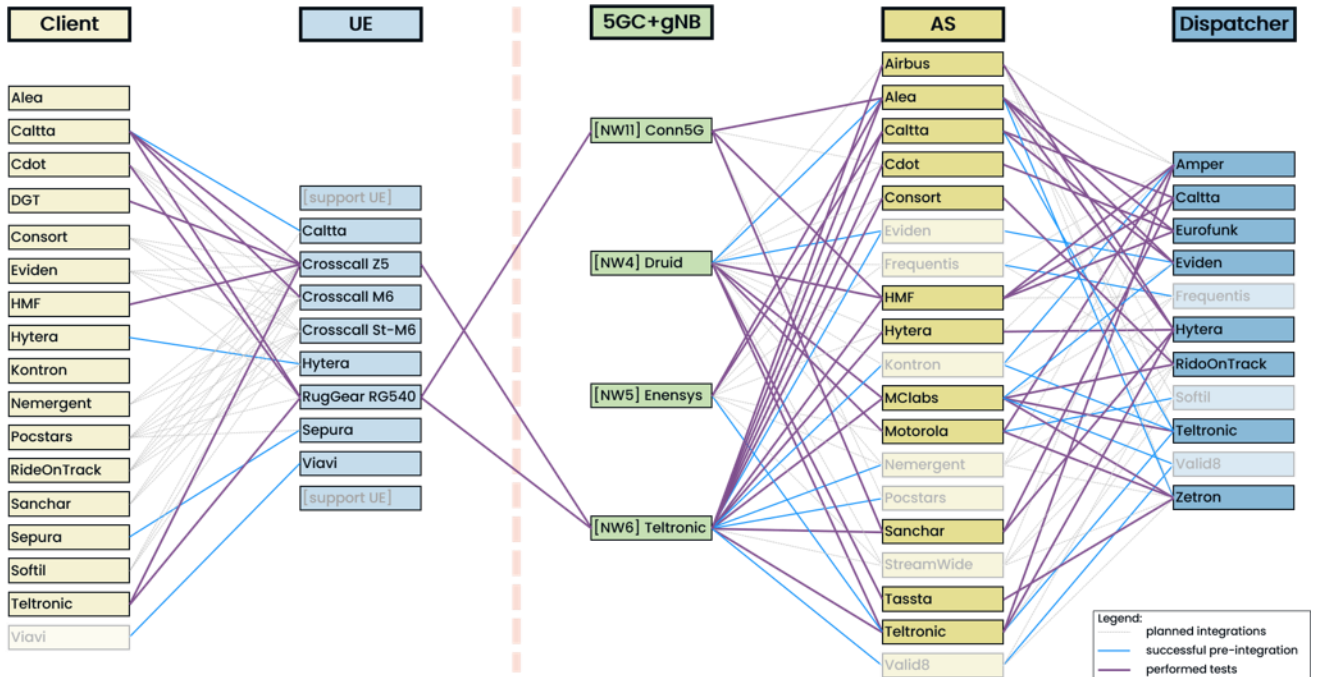 Client
UE
5GC+gNB
AS
Dispatcher
Alea
Caltta
Cdot
DGT
Consort
Eviden
HMF
Hytera
Kontron
Nemergent
Pocstars
RideOnTrack
Sanchar
Sepura
Softil
Teltronic
Viavi
[support UE]
Caltta
Crosscall Z5
Crosscall M6
Crosscall St-M6
Hytera
RugGear RG540
Sepura
Viavi
[support UE]
[NW11] Conn5G
[NW4] Druid
[NW5] Enensys
[NW6] Teltronic
Airbus
Alea
Caltta
Cdot
Consort
Eviden
Frequentis
HMF
Hytera
Kontron
MClabs
Motorola
Nemergent
Pocstars
Sanchar
StreamWide
Tassta
Teltronic
Valid8
Amper
Caltta
Eurofunk
Eviden
Frequentis
Hytera
RidoOnTrack
Softil
Teltronic
Valid8
Zetron
Legend:
planned integrations
successful pre-integration
performed tests